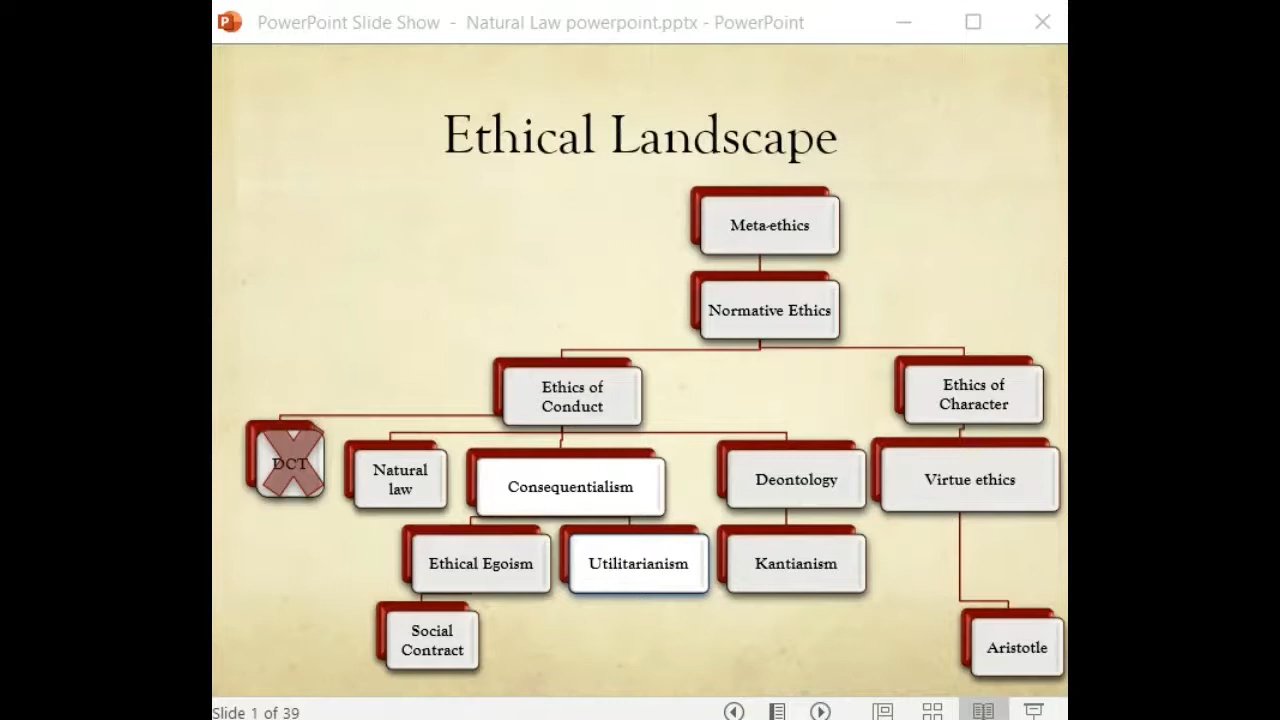 PowerPoint Slide Show - Natural Law powerpoint.pptx - PowerPoint
Ethical Landscape
Meta-ethics
Normative Ethics
Ethics of
Conduct
Ethics of
Character
DCT
Natural
law
Consequentialism
Deontology
Virtue ethics
Ethical Egoism
Utilitarianism
Kantianism
Social
Contract
Aristotle
Slide 1 of 39